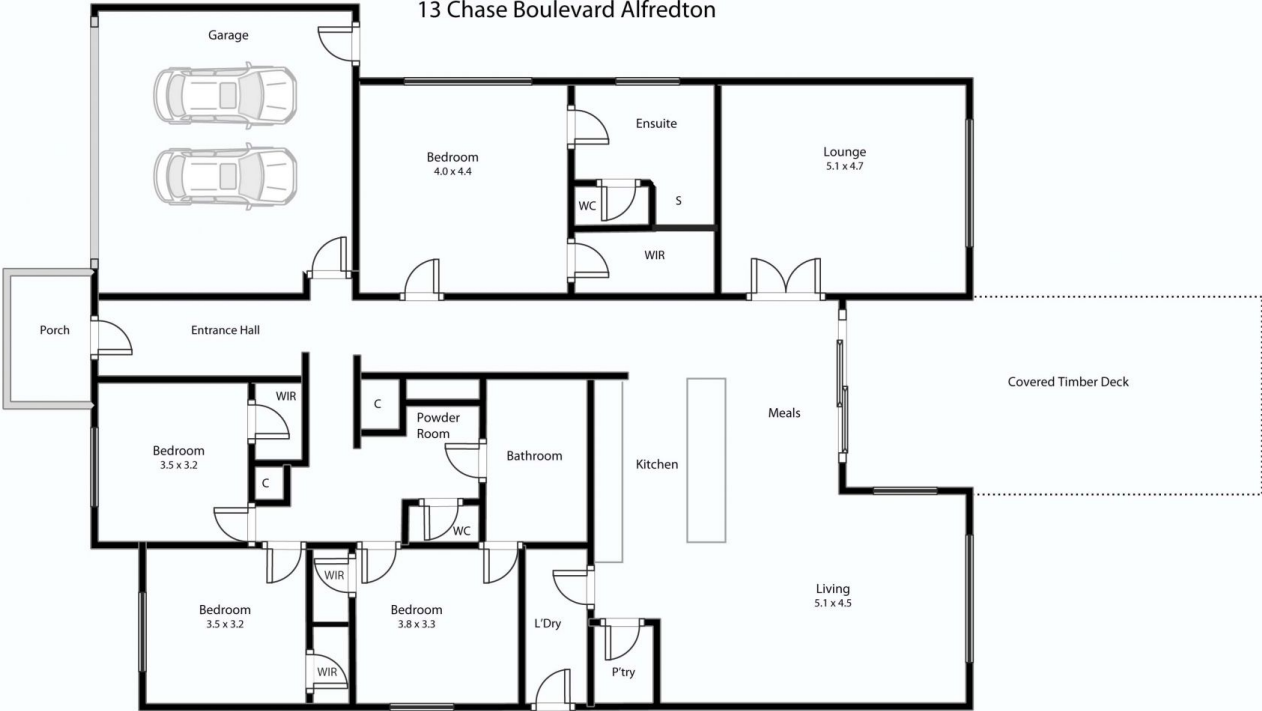 13 Chase Boulevard Alfredton
Garage
Ensuite
Bedroom
4.0 x 4.4
Lounge
5.1 x 4.7
WC
S
WIR
Porch
Entrance Hall
Covered Timber Deck
WIR
C
Powder
Room
Meals
Bedroom
3.5 x 3.2
Bathroom
Kitchen
C
WC
WIR
Bedroom
3.5 x 3.2
Bedroom
3.8 x 3.3
L'Dry
Living
5.1 x 4.5
WIR
P'try